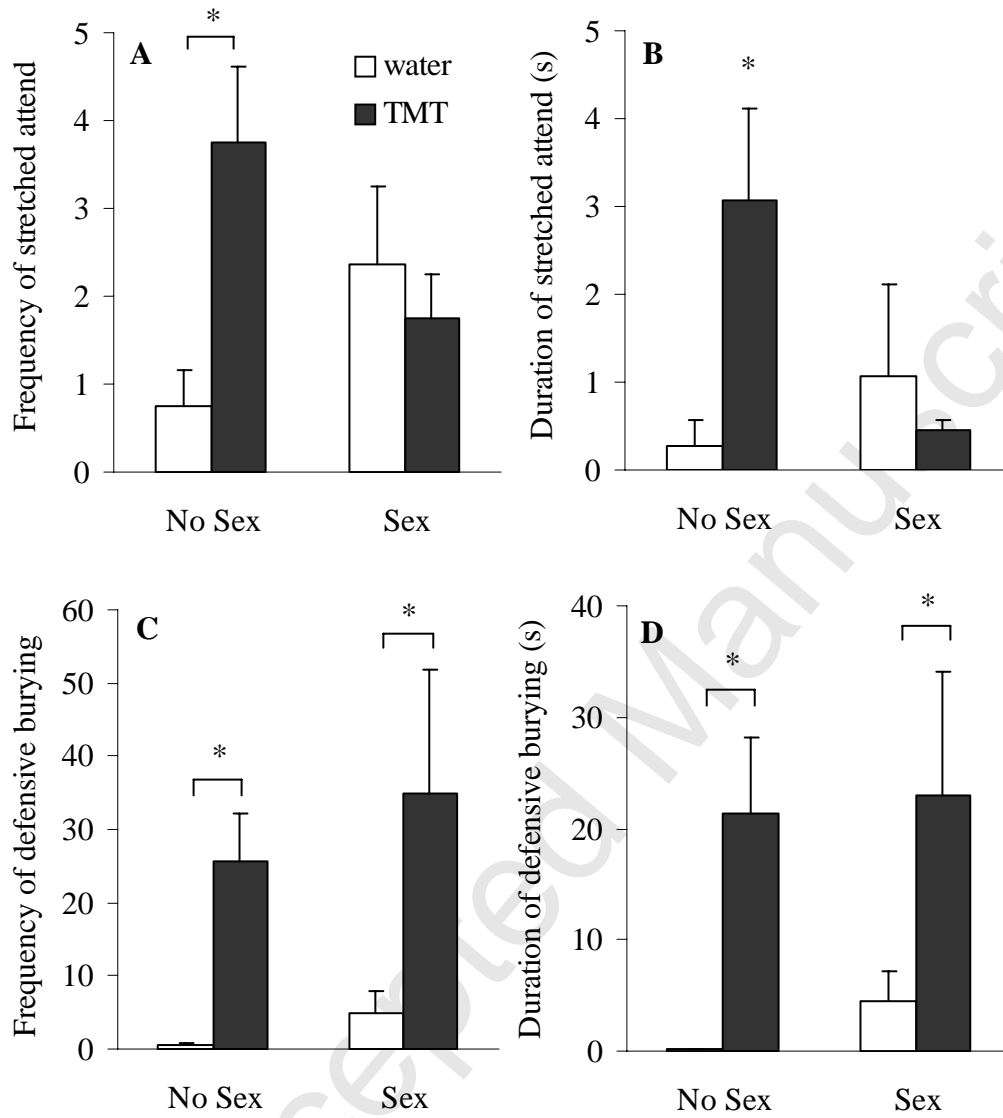 Frequency of stretched attend
5
4
3
2
1
0
A
*
water
TMT
No Sex
Sex
Duration of stretched attend (s)
5
4
3
2
1
0
B
*
No Sex
Sex
Frequency of defensive burying
60
50
40
30
20
10
0
C
*
*
No Sex
Sex
Duration of defensive burying (s)
40
30
20
10
0
D
*
*
No Sex
Sex
cepted Manuscri